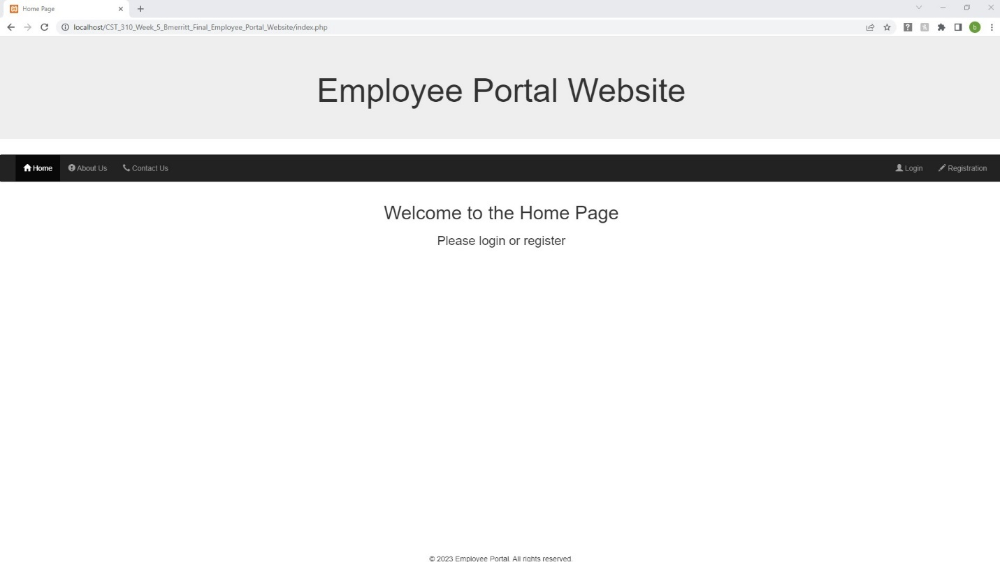 Home Page
localhost/CST_310_Week_5_Bmerritt_Final_Employee_Portal_Website/index.php
b
Employee Portal Website
Home About Us Contact Us Login Registration
Welcome to the Home Page
Please login or register
© 2023 Employee Portal. All rights reserved.